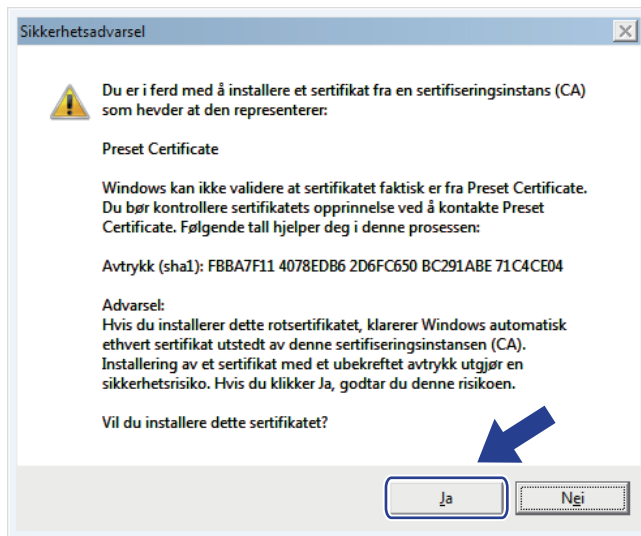 Sikkerhetsadvarsel
Du er i ferd med å installere et sertifikat fra en sertifiseringsinstans (CA)
som hevder at den representerer:
Preset Certificate
Windows kan ikke validere at sertifikatet faktisk er fra Preset Certificate.
Du bør kontrollere sertifikatets opprinnelse ved å kontakte Preset
Certificate. Følgende tall hjelper deg i denne prosessen:
Avtrykk (sha1): FBBA7F11 4078EDB6 2D6FC650 BC291ABE 71C4CE04
Advarsel:
Hvis du installerer dette rotsertifikatet, klarerer Windows automatisk
ethvert sertifikat utstedt av denne sertifiseringsinstansen (CA).
Installering av et sertifikat med et ubekreftet avtrykk utgjør en
sikkerhetsrisiko. Hvis du klikker Ja, godtar du denne risikoen.
Vil du installere dette sertifikatet?
Ja
Nei